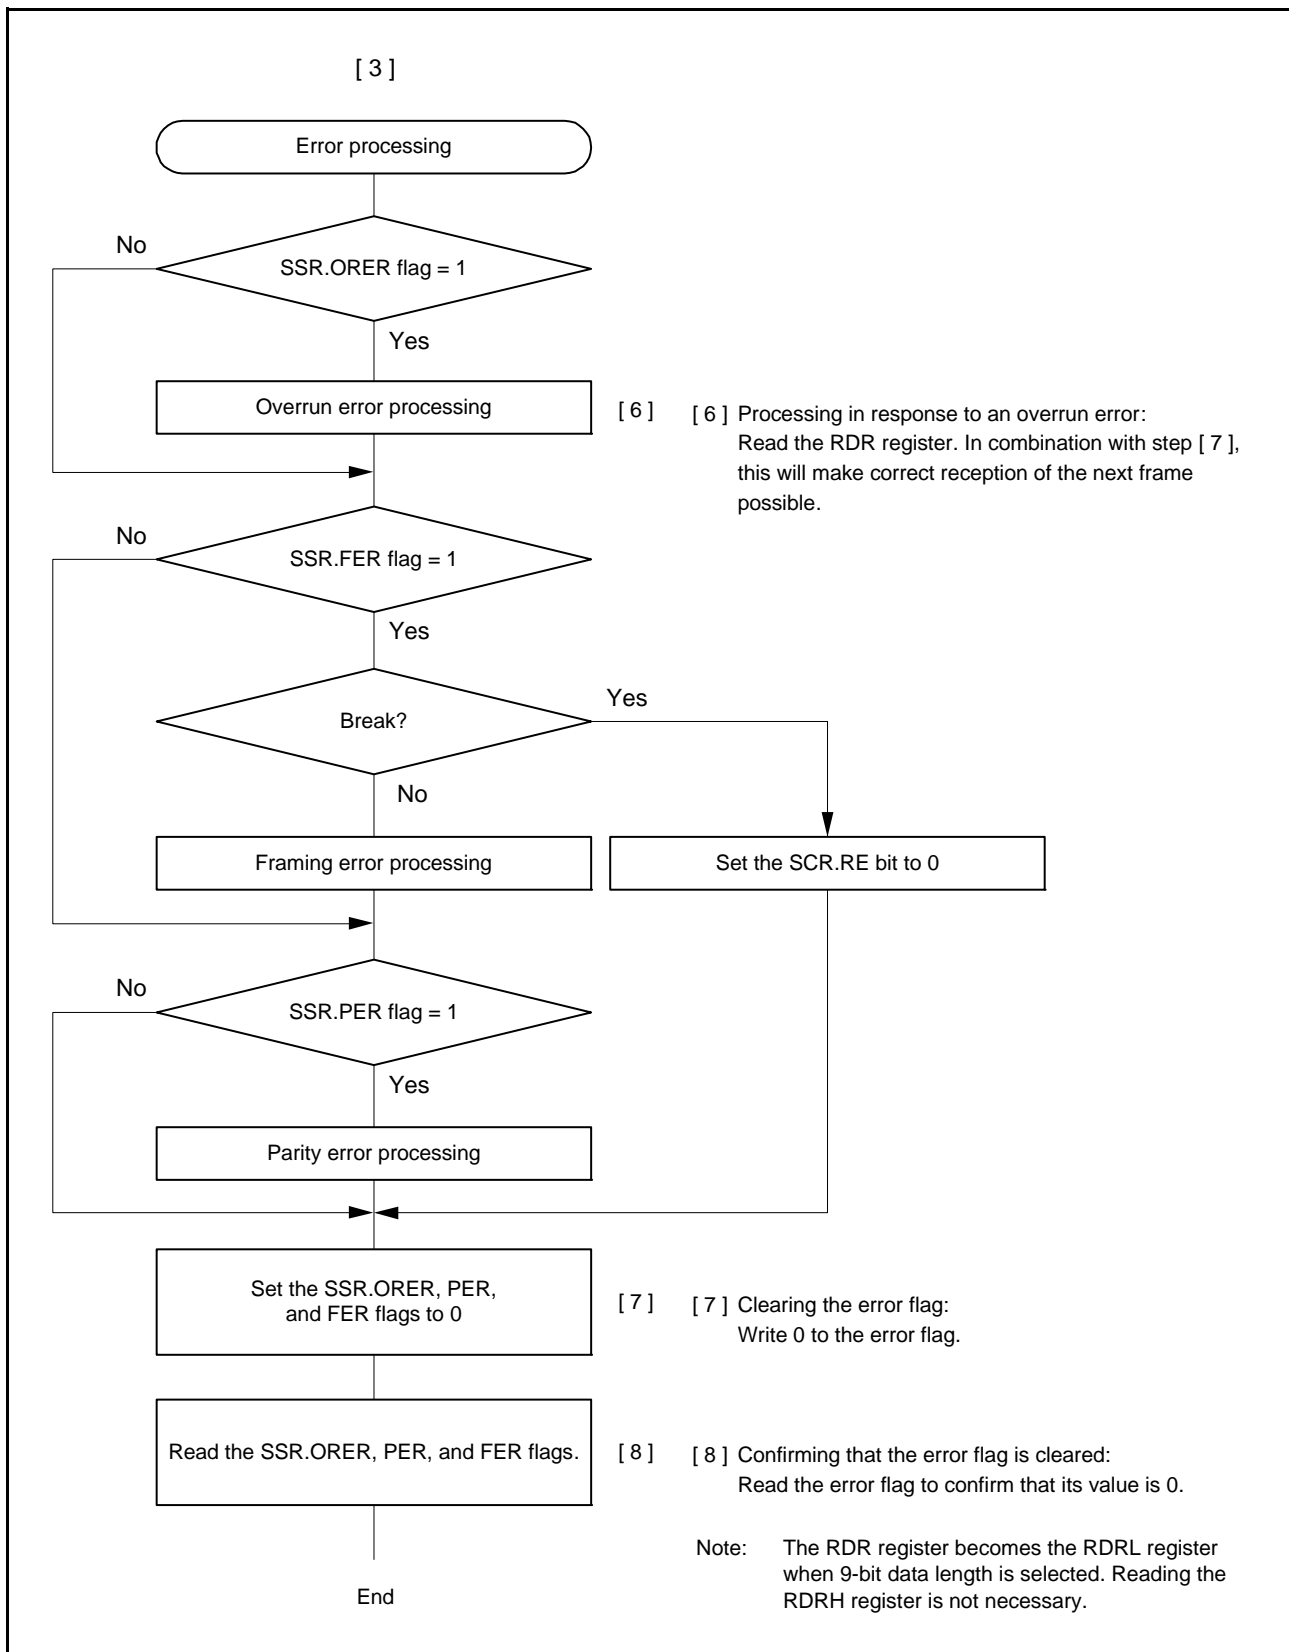 [ 3 ]
Error processing
No
SSR.ORER flag = 1
Yes
Overrun error processing
[ 6 ]
[ 6 ] Processing in response to an overrun error:
Read the RDR register. In combination with step [ 7 ],
this will make correct reception of the next frame
possible.
No
SSR.FER flag = 1
Yes
Break?
Yes
No
Framing error processing
Set the SCR.RE bit to 0
No
SSR.PER flag = 1
Yes
Parity error processing
Set the SSR.ORER, PER,
and FER flags to 0
[ 7 ]
[ 7 ] Clearing the error flag:
Write 0 to the error flag.
Read the SSR.ORER, PER, and FER flags.
[ 8 ]
[ 8 ] Confirming that the error flag is cleared:
Read the error flag to confirm that its value is 0.
Note: The RDR register becomes the RDRL register
when 9-bit data length is selected. Reading the
RDRH register is not necessary.
End